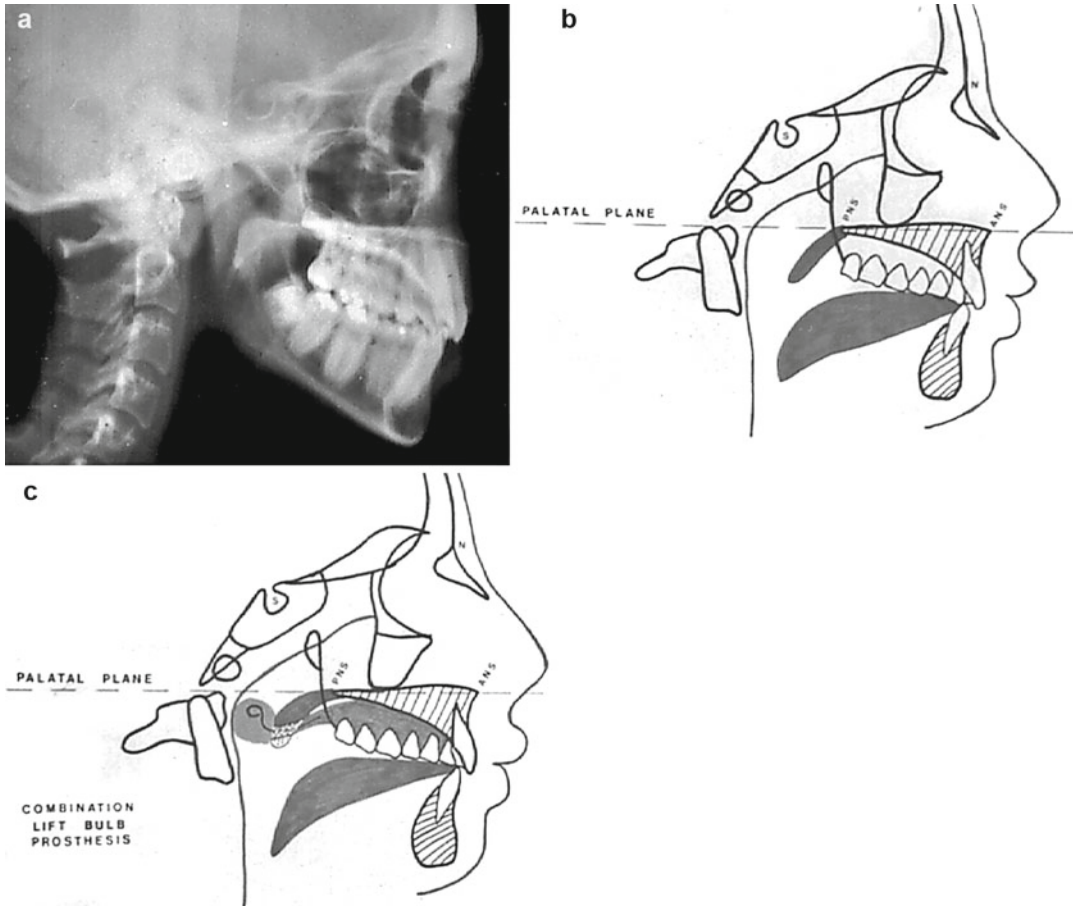 a
b
N
S
PALATAL PLANE
PNS
ANS
c
N
S
PALATAL PLANE
PNS
ANS
COMBINATION
LIFT BULB
PROSTHESIS